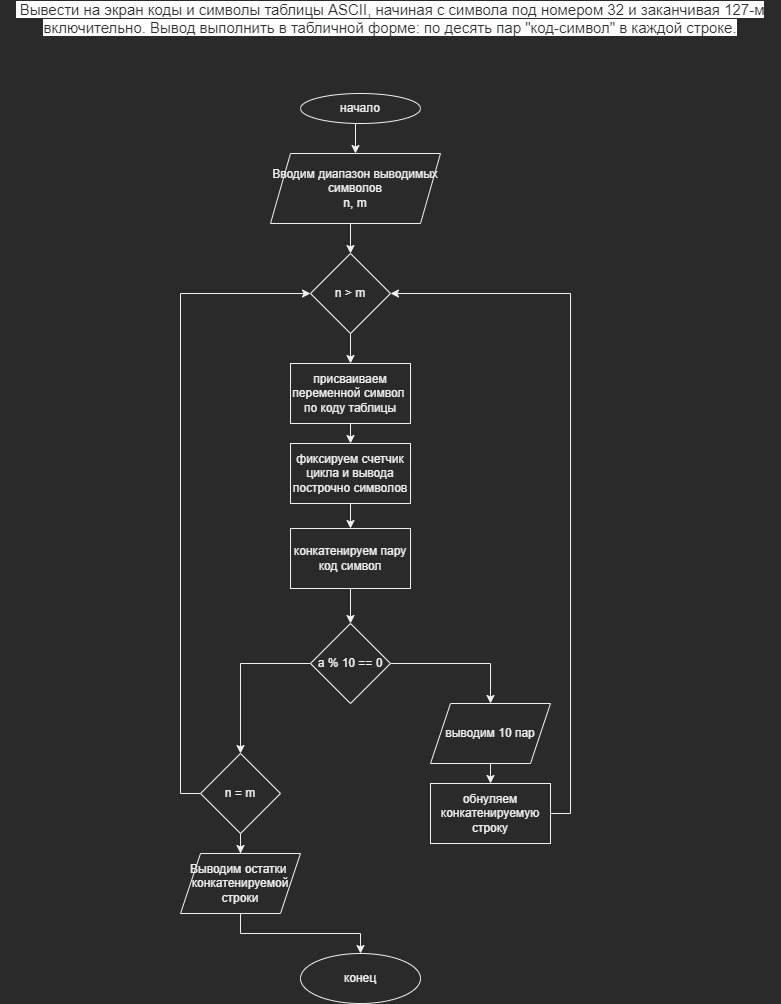 Вывести на экран коды и символы таблицы ASCII, начиная с символа под номером 32 и заканчивая 127-м
включительно. Вывод выполнить в табличной форме: по десять пар "код-символ" в каждой строке.
начало
Вводим диапазон выводимых
символов
n, m
n > m
присваиваем
переменной символ
по коду таблицы
фиксируем счетчик
цикла и вывода
построчно символов
конкатенируем пару
код символ
a % 10 == 0
выводим 10 пар
n = m
обнуляем
конкатенируемую
строку
Выводим остатки
конкатенируемой
строки
конец